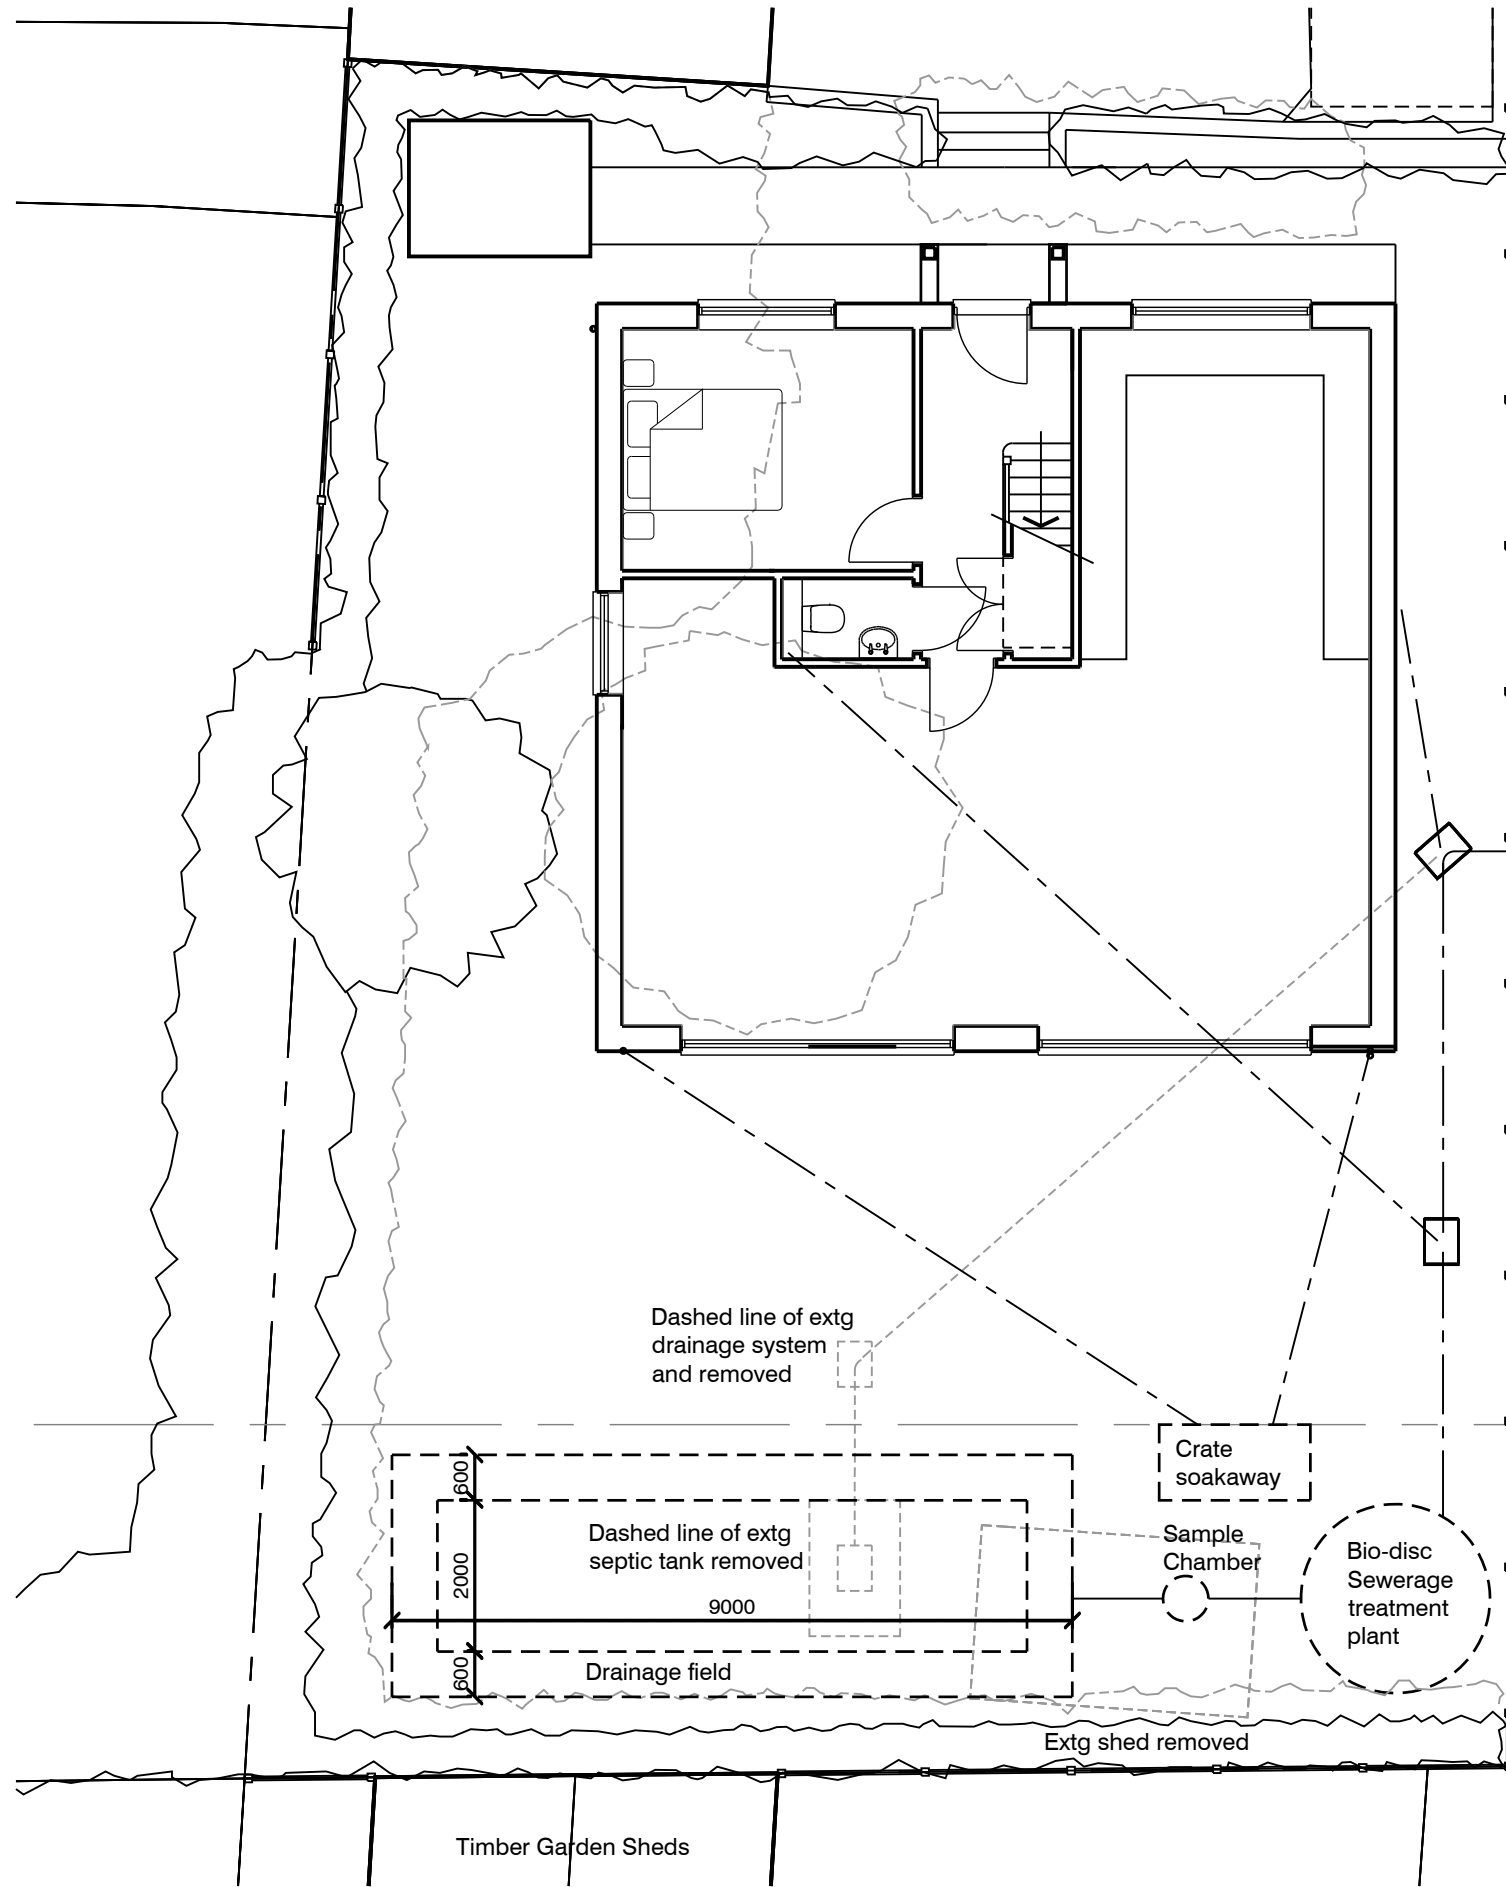 Dashed line of extg
drainage system
and removed
Crate
soakaway
600
Dashed line of extg
septic tank removed
2000
9000
Sample
Chamber
Bio-disc
Sewerage
treatment
plant
600
Drainage field
Extg shed removed
Timber Garden Sheds